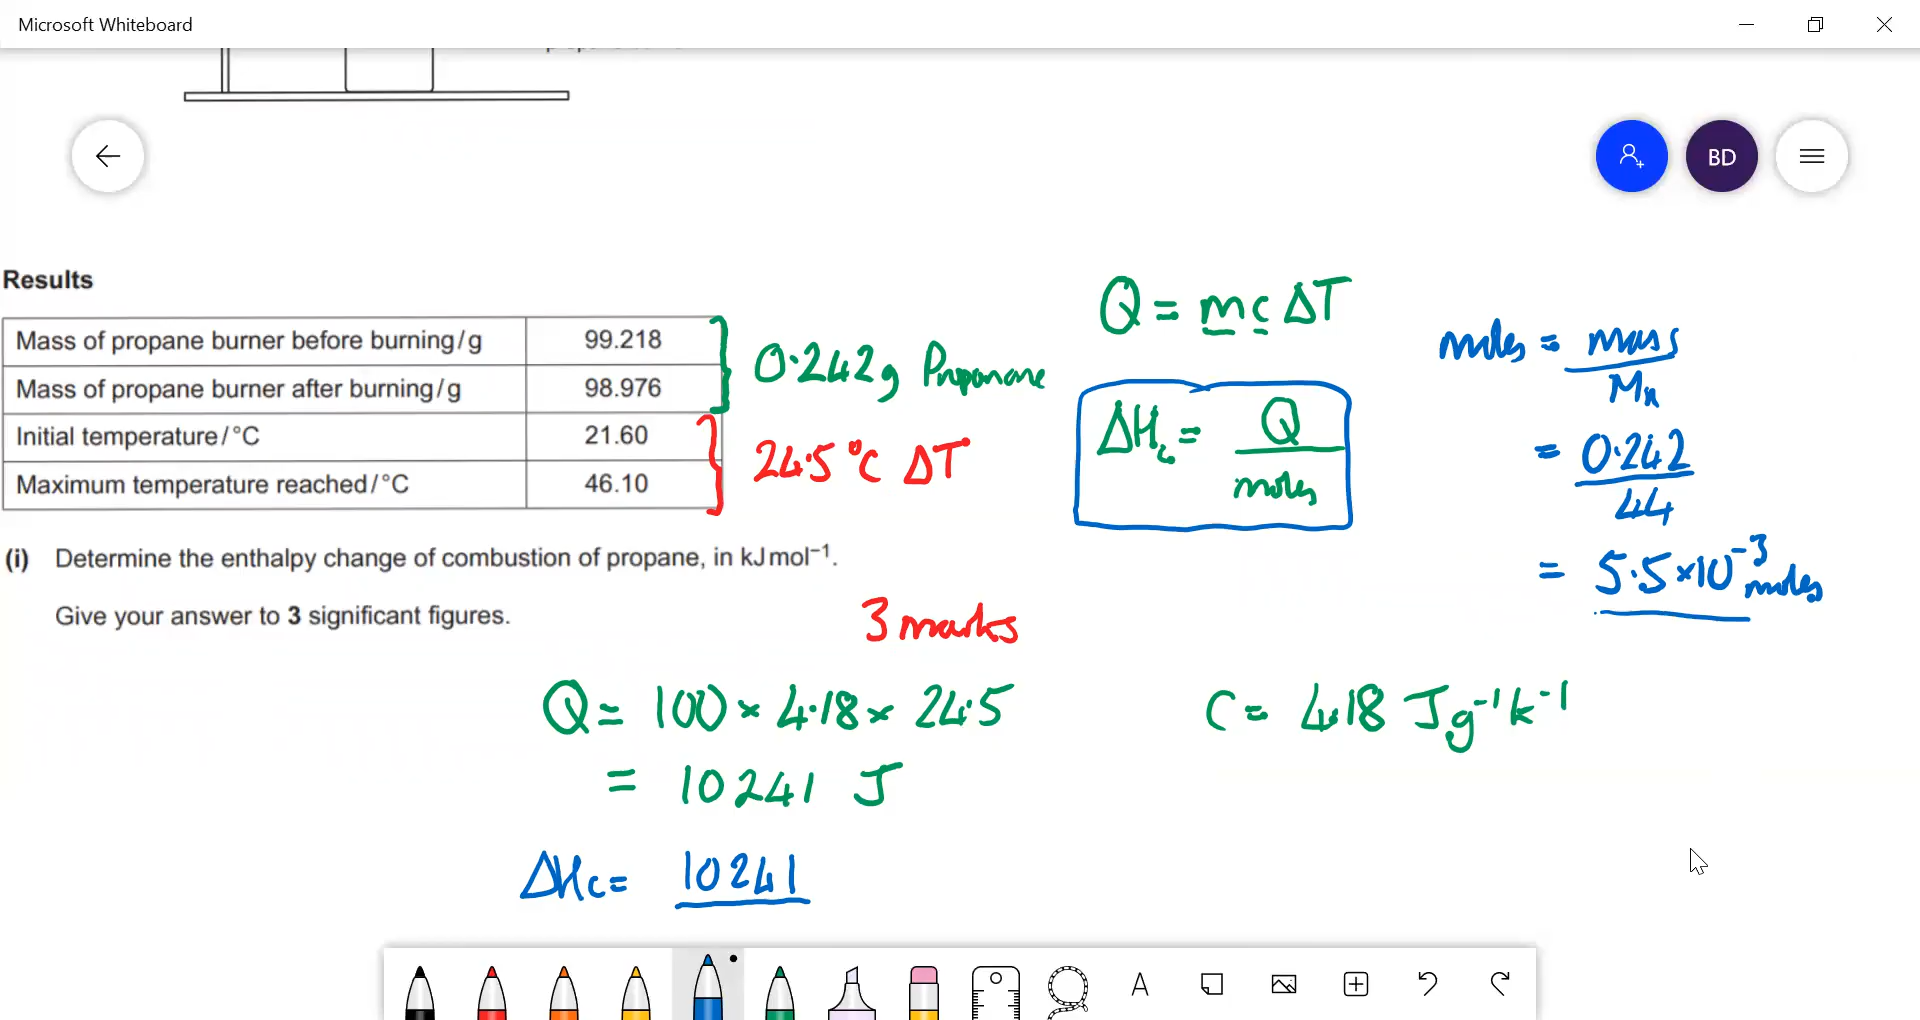 Microsoft Whiteboard
BD
Results
Mass of propane burner before burning/g 99.218
Mass of propane burner after burning/g 98.976
Initial temperature/°C 21.60
Maximum temperature reached/°C 46.10
0.242g Propanone
24.5°C ΔT
Q = mcΔT
ΔHc = Q
moles
moles = mass
Mr
= 0.242
44
= 5.5×10⁻³ moles
(i) Determine the enthalpy change of combustion of propane, in kJ mol⁻¹.
Give your answer to 3 significant figures.
3 marks
Q = 100 × 4.18 × 24.5
= 10241 J
C = 4.18 Jg⁻¹K⁻¹
ΔHc = 10241
A